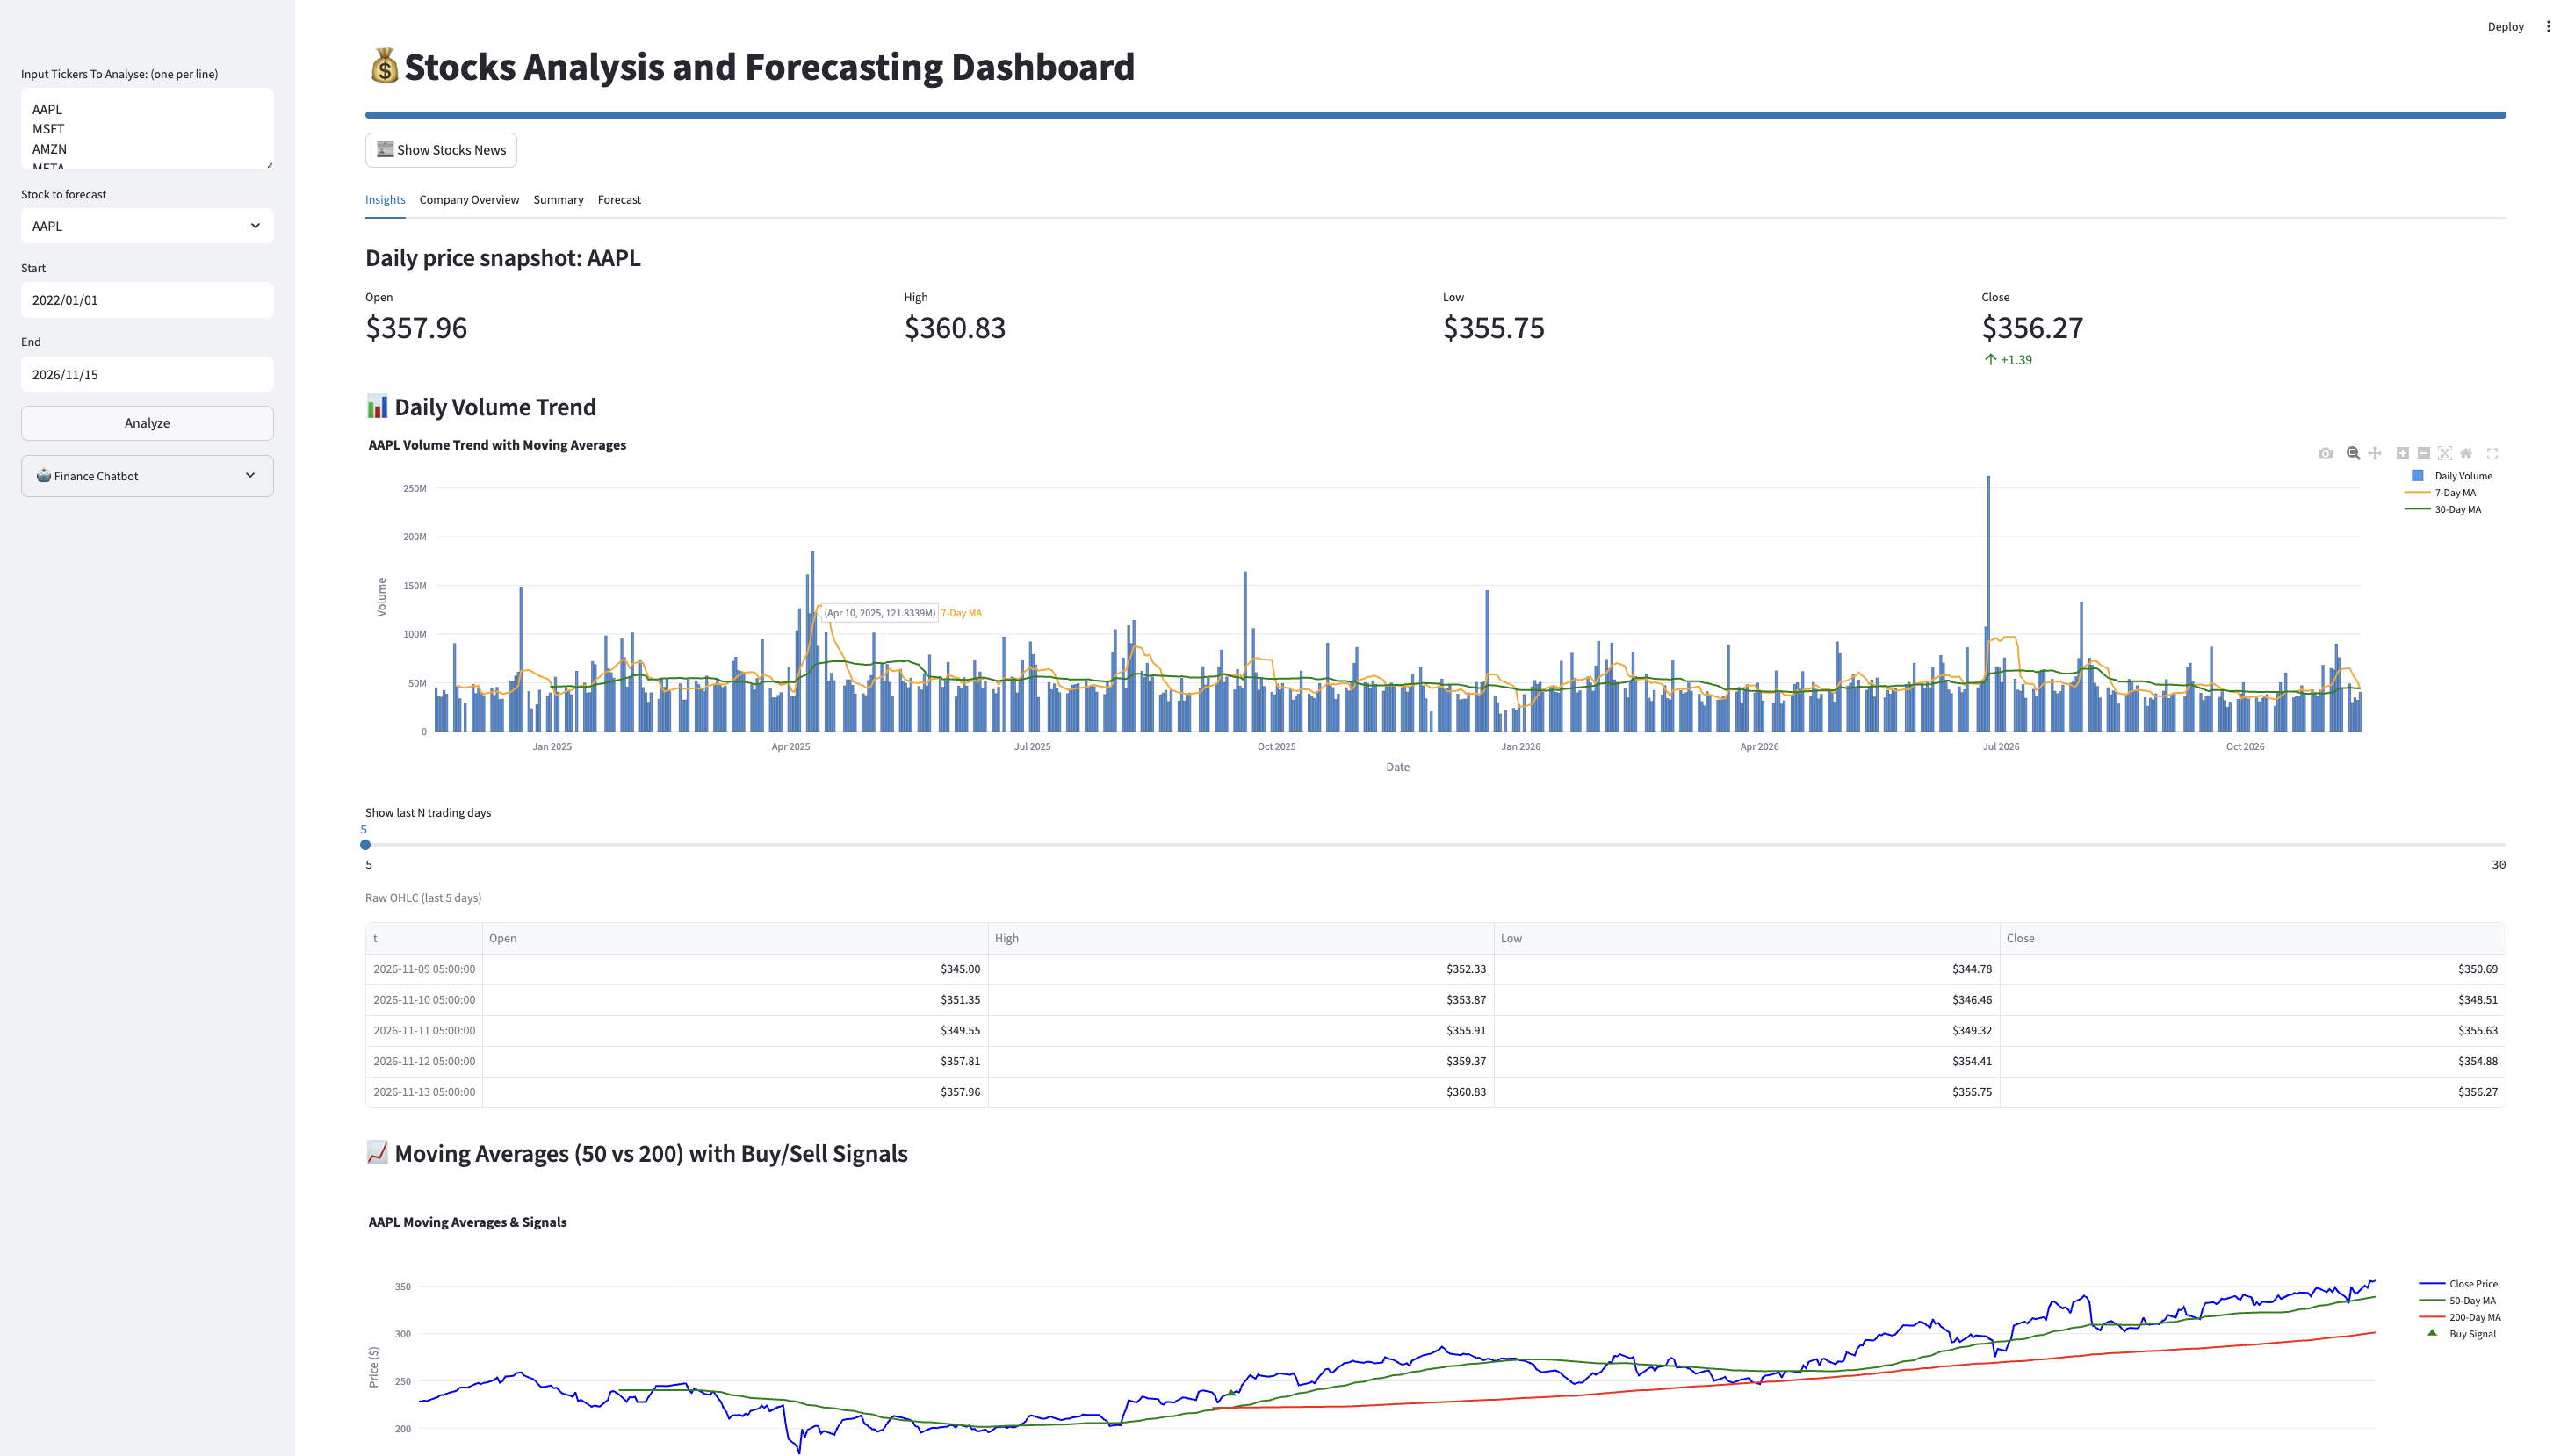 Deploy
Input Tickers To Analyse: (one per line)
AAPL
MSFT
AMZN
META
Stock to forecast
AAPL
Start
2022/01/01
End
2026/11/15
Analyze
Finance Chatbot
Stocks Analysis and Forecasting Dashboard
Show Stocks News
Insights Company Overview Summary Forecast
Daily price snapshot: AAPL
Open High Low Close
$357.96 $360.83 $355.75 $356.27
+1.39
Daily Volume Trend
AAPL Volume Trend with Moving Averages
Daily Volume
7-Day MA
30-Day MA
250M
200M
150M
100M
50M
0
Volume
(Apr 10, 2025, 121.8339M) 7-Day MA
Jan 2025 Apr 2025 Jul 2025 Oct 2025 Jan 2026 Apr 2026 Jul 2026 Oct 2026
Date
Show last N trading days
5
5 30
Raw OHLC (last 5 days)
t Open High Low Close
2026-11-09 05:00:00 $345.00 $352.33 $344.78 $350.69
2026-11-10 05:00:00 $351.35 $353.87 $346.46 $348.51
2026-11-11 05:00:00 $349.55 $355.91 $349.32 $355.63
2026-11-12 05:00:00 $357.81 $359.37 $354.41 $354.88
2026-11-13 05:00:00 $357.96 $360.83 $355.75 $356.27
Moving Averages (50 vs 200) with Buy/Sell Signals
AAPL Moving Averages & Signals
350
300
250
200
Price ($)
Close Price
50-Day MA
200-Day MA
Buy Signal